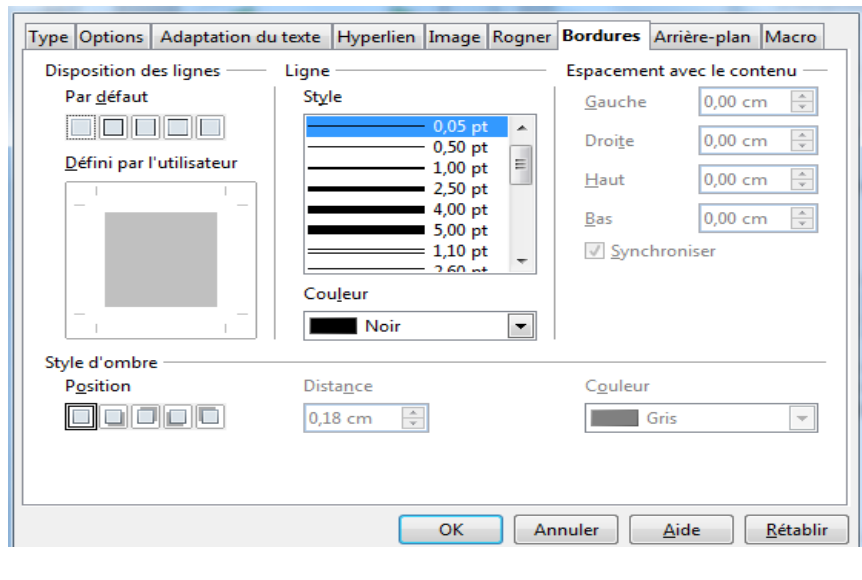 Type Options Adaptation du texte Hyperlien Image Rogner Bordures Arrière-plan Macro
Disposition des lignes
Par défaut
Défini par l'utilisateur
Ligne
Style
0,05 pt
0,50 pt
1,00 pt
2,50 pt
4,00 pt
5,00 pt
1,10 pt
2,60 pt
Couleur
Noir
Espacement avec le contenu
Gauche 0,00 cm
Droite 0,00 cm
Haut 0,00 cm
Bas 0,00 cm
Synchroniser
Style d'ombre
Position
Distance
0,18 cm
Couleur
Gris
OK Annuler Aide Rétablir